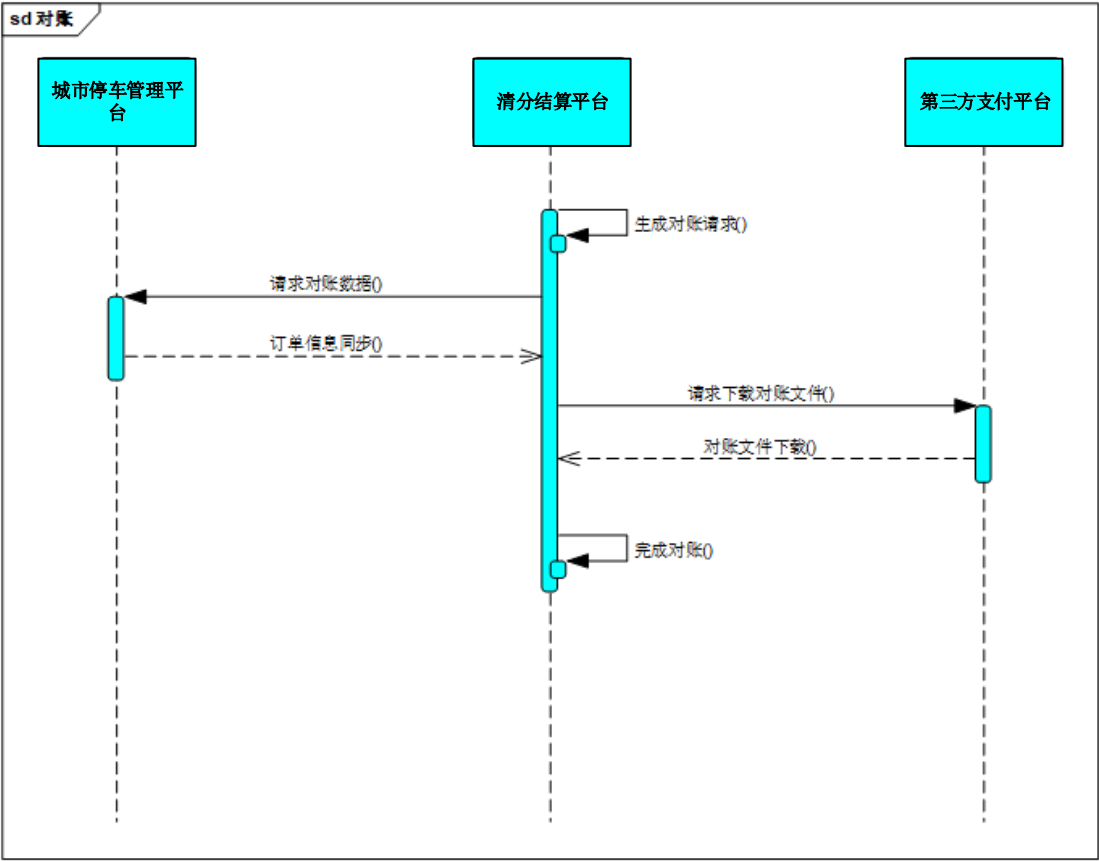 sd 对账
城市停车管理平
台
清分结算平台
第三方支付平台
生成对账请求()
请求对账数据()
订单信息同步()
请求下载对账文件()
对账文件下载()
完成对账()